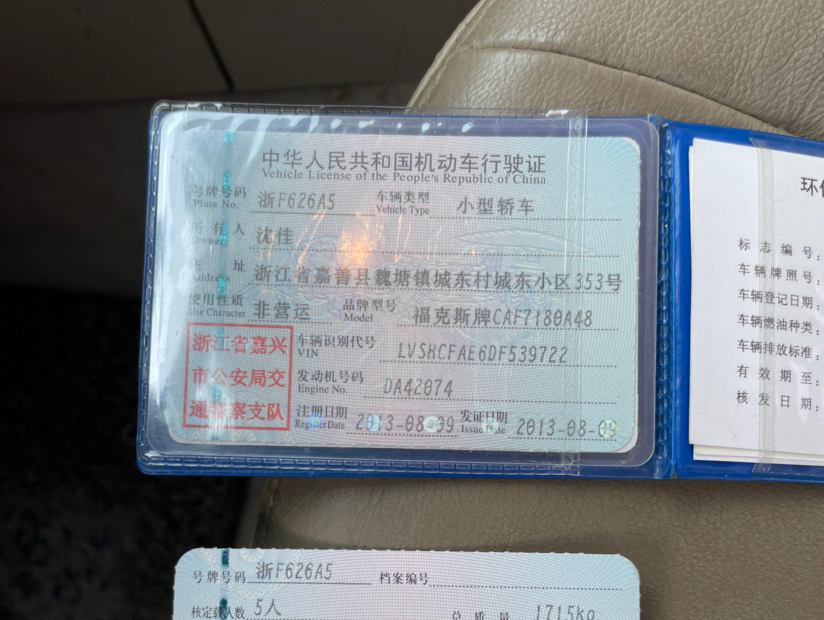 中华人民共和国机动车行驶证
Vehicle License of the People's Republic of China
号牌号码 浙F626A5 车辆类型 小型轿车
Plate No. Vehicle Type
所有人 沈佳
Owner
住址 浙江省嘉善县魏塘镇城东村城东小区353号
Address
使用性质 非营运 品牌型号 福克斯牌CAF7180A48
Use Character Model
浙江省嘉兴
市公安局交
通警察支队
车辆识别代号 LVSHCFAE6DF539722
VIN
发动机号码 DA42074
Engine No.
注册日期 2013-08-09 发证日期 2013-08-09
Register Date Issue Date
标志编号:
车辆牌照号:
车辆登记日期:
车辆燃油种类:
车辆排放标准:
有效期至:
核发日期:
号牌号码 浙F626A5 档案编号
核定载人数 5人 总质量 1715kg